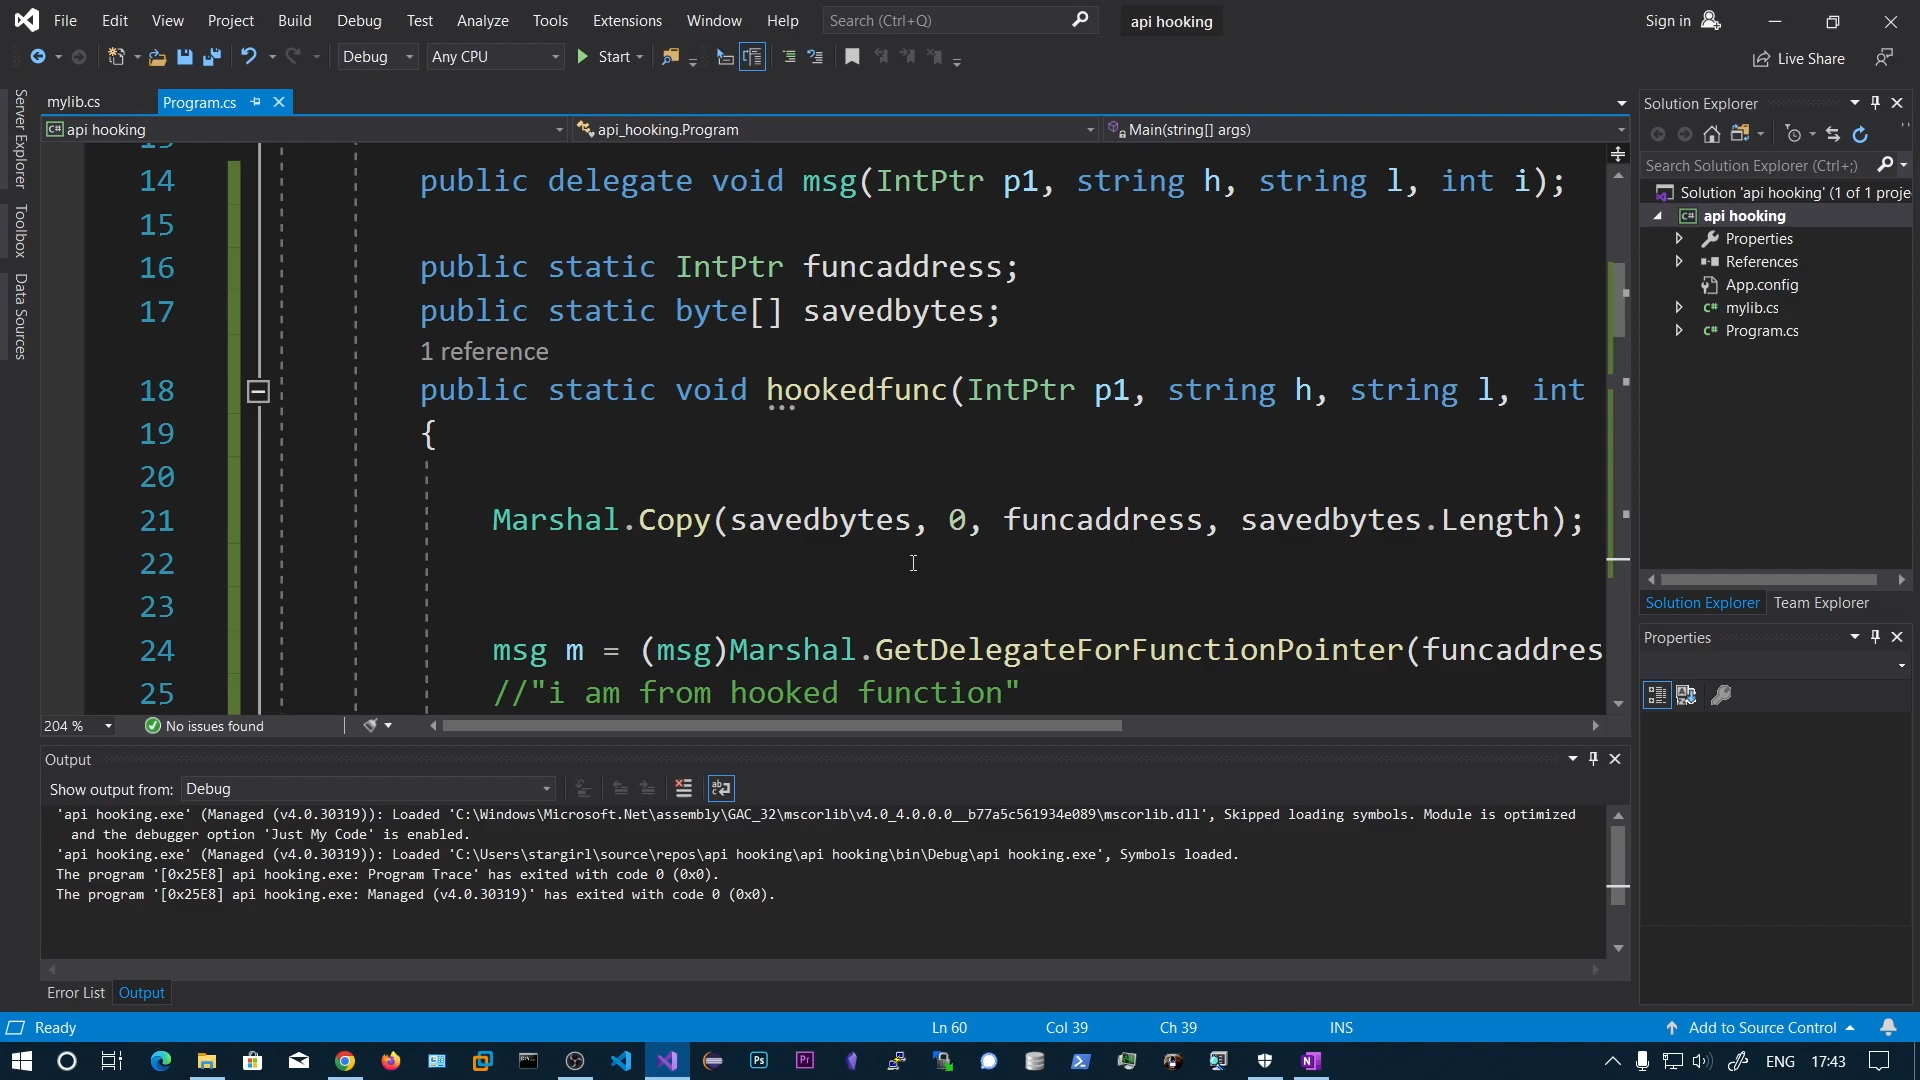 File Edit View Project Build Debug Test Analyze Tools Extensions Window Help Search (Ctrl+Q) api hooking Sign in
Debug Any CPU Start Live Share
Server Explorer
Toolbox
Data Sources
mylib.cs Program.cs
api hooking api_hooking.Program Main(string[] args)
14 public delegate void msg(IntPtr p1, string h, string l, int i);
15
16 public static IntPtr funcaddress;
17 public static byte[] savedbytes;
1 reference
18 public static void hookedfunc(IntPtr p1, string h, string l, int
19 {
20
21 Marshal.Copy(savedbytes, 0, funcaddress, savedbytes.Length);
22
23
24 msg m = (msg)Marshal.GetDelegateForFunctionPointer(funcaddres
25 //"i am from hooked function"
204 % No issues found
Output
Show output from: Debug
'api hooking.exe' (Managed (v4.0.30319)): Loaded 'C:\Windows\Microsoft.Net\assembly\GAC_32\mscorlib\v4.0_4.0.0.0__b77a5c561934e089\mscorlib.dll', Skipped loading symbols. Module is optimized
and the debugger option 'Just My Code' is enabled.
'api hooking.exe' (Managed (v4.0.30319)): Loaded 'C:\Users\stargirl\source\repos\api hooking\api hooking\bin\Debug\api hooking.exe', Symbols loaded.
The program '[0x25E8] api hooking.exe: Program Trace' has exited with code 0 (0x0).
The program '[0x25E8] api hooking.exe: Managed (v4.0.30319)' has exited with code 0 (0x0).
Error List Output
Solution Explorer
Search Solution Explorer (Ctrl+;)
Solution 'api hooking' (1 of 1 proje
C# api hooking
Properties
References
App.config
C# mylib.cs
C# Program.cs
Solution Explorer Team Explorer
Properties
Ready Ln 60 Col 39 Ch 39 INS Add to Source Control
Ps Pr ENG 17:43